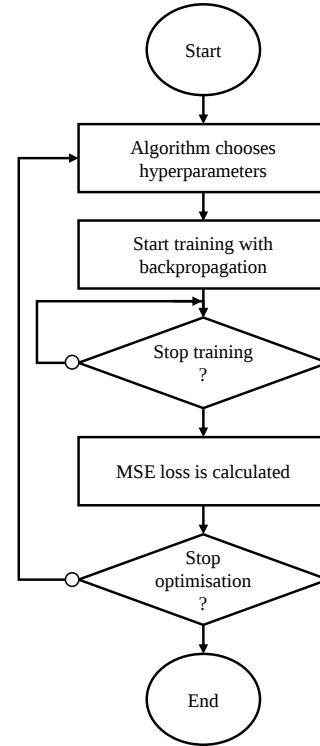 Start
Algorithm chooses
hyperparameters
Start training with
backpropagation
Stop training
?
MSE loss is calculated
Stop
optimisation
?
End